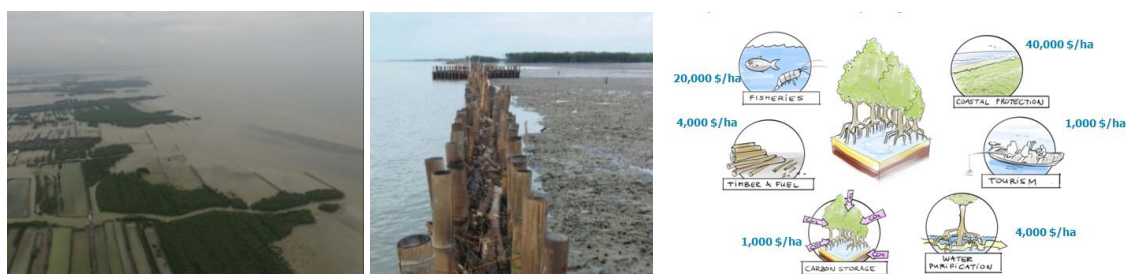 40,000 $/ha
20,000 $/ha
FISHERIES
COASTAL PROTECTION
4,000 $/ha
1,000 $/ha
TIMBER & FUEL
TOURISM
1,000 $/ha
4,000 $/ha
CARBON STORAGE
WATER
PURIFICATION